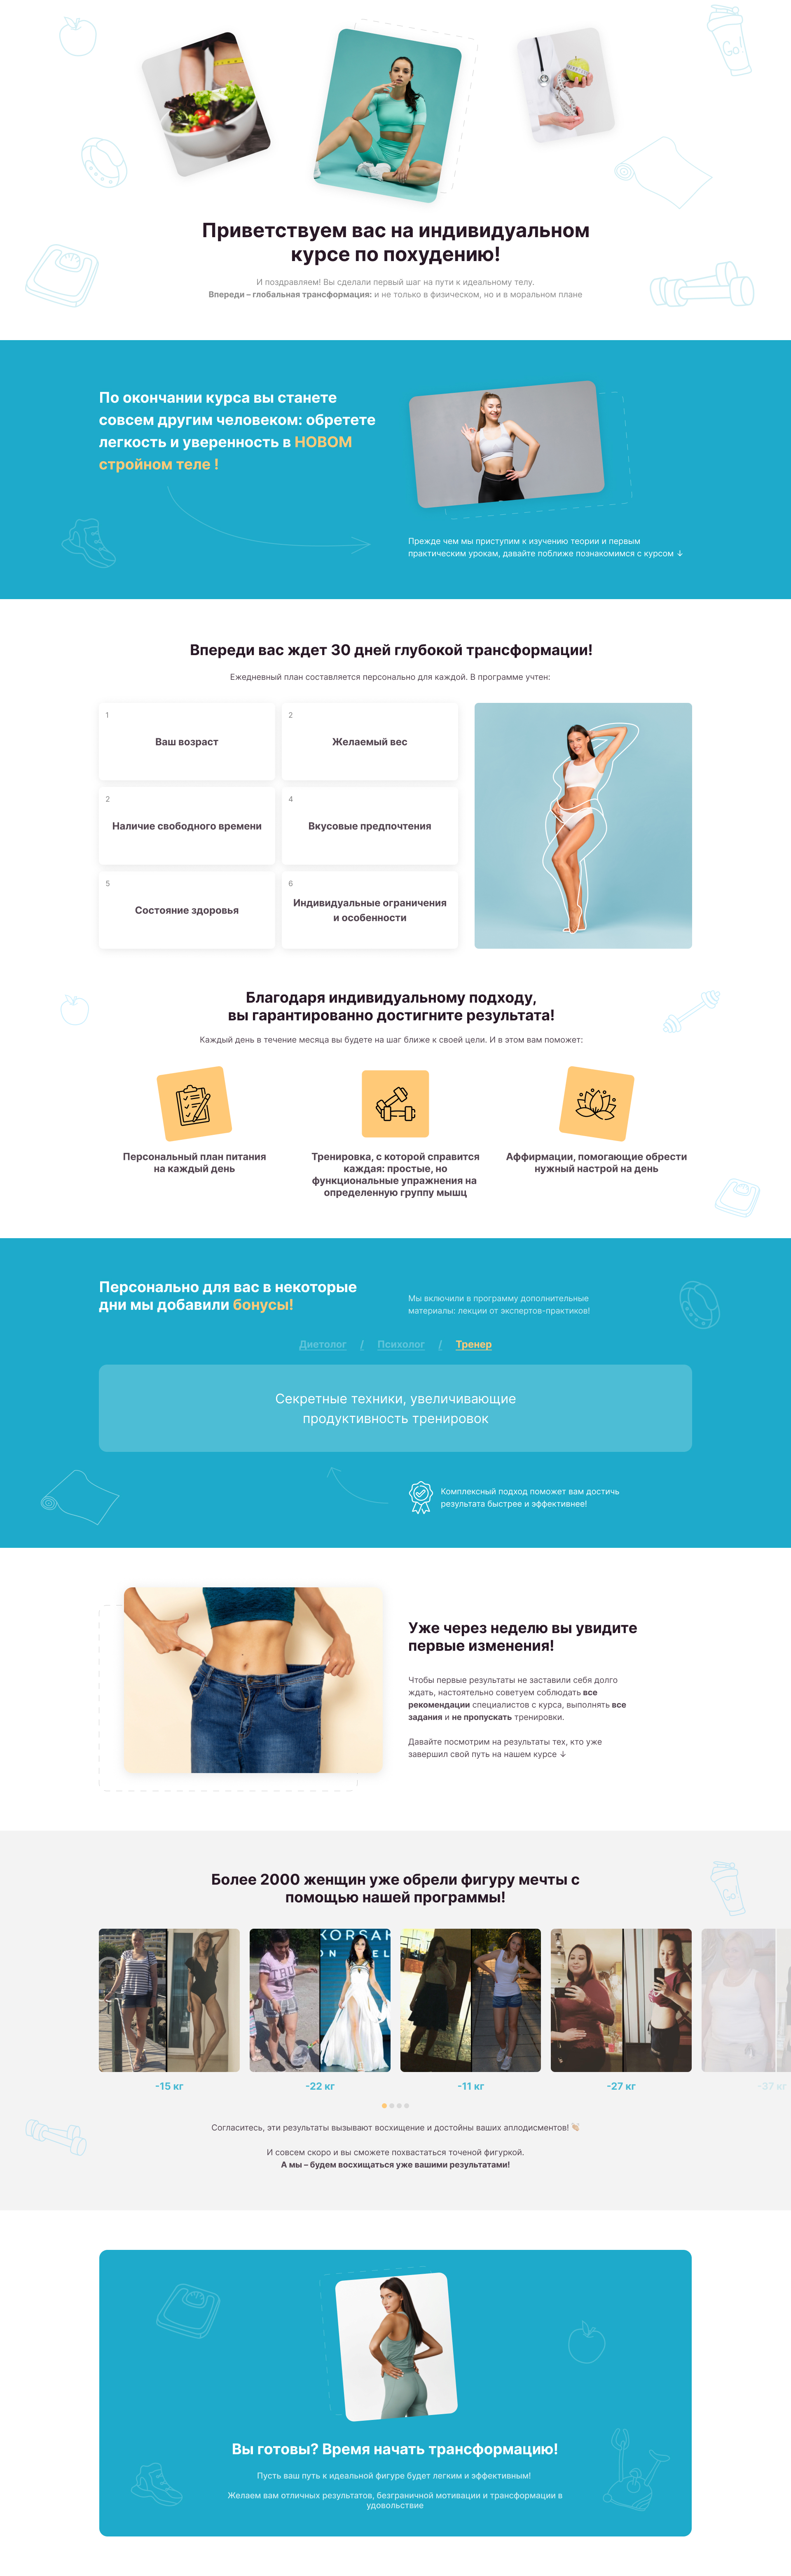 Приветствуем вас на индивидуальном
курсе по похудению!
И поздравляем! Вы сделали первый шаг на пути к идеальному телу.
Впереди – глобальная трансформация: и не только в физическом, но и в моральном плане
По окончании курса вы станете
совсем другим человеком: обретете
легкость и уверенность в НОВОМ
стройном теле !
Прежде чем мы приступим к изучению теории и первым
практическим урокам, давайте поближе познакомимся с курсом ↓
Впереди вас ждет 30 дней глубокой трансформации!
Ежедневный план составляется персонально для каждой. В программе учтен:
1
Ваш возраст
2
Желаемый вес
2
Наличие свободного времени
4
Вкусовые предпочтения
5
Состояние здоровья
6
Индивидуальные ограничения
и особенности
Благодаря индивидуальному подходу,
вы гарантированно достигните результата!
Каждый день в течение месяца вы будете на шаг ближе к своей цели. И в этом вам поможет:
Персональный план питания
на каждый день
Тренировка, с которой справится
каждая: простые, но
функциональные упражнения на
определенную группу мышц
Аффирмации, помогающие обрести
нужный настрой на день
Персонально для вас в некоторые
дни мы добавили бонусы!
Мы включили в программу дополнительные
материалы: лекции от экспертов-практиков!
Диетолог / Психолог / Тренер
Секретные техники, увеличивающие
продуктивность тренировок
Комплексный подход поможет вам достичь
результата быстрее и эффективнее!
Уже через неделю вы увидите
первые изменения!
Чтобы первые результаты не заставили себя долго
ждать, настоятельно советуем соблюдать все
рекомендации специалистов с курса, выполнять все
задания и не пропускать тренировки.
Давайте посмотрим на результаты тех, кто уже
завершил свой путь на нашем курсе ↓
Более 2000 женщин уже обрели фигуру мечты с
помощью нашей программы!
KORSAK
-15 кг
-22 кг
-11 кг
-27 кг
-37 кг
Согласитесь, эти результаты вызывают восхищение и достойны ваших аплодисментов! 👏🏻
И совсем скоро и вы сможете похвастаться точеной фигуркой.
А мы – будем восхищаться уже вашими результатами!
Вы готовы? Время начать трансформацию!
Пусть ваш путь к идеальной фигуре будет легким и эффективным!
Желаем вам отличных результатов, безграничной мотивации и трансформации в
удовольствие